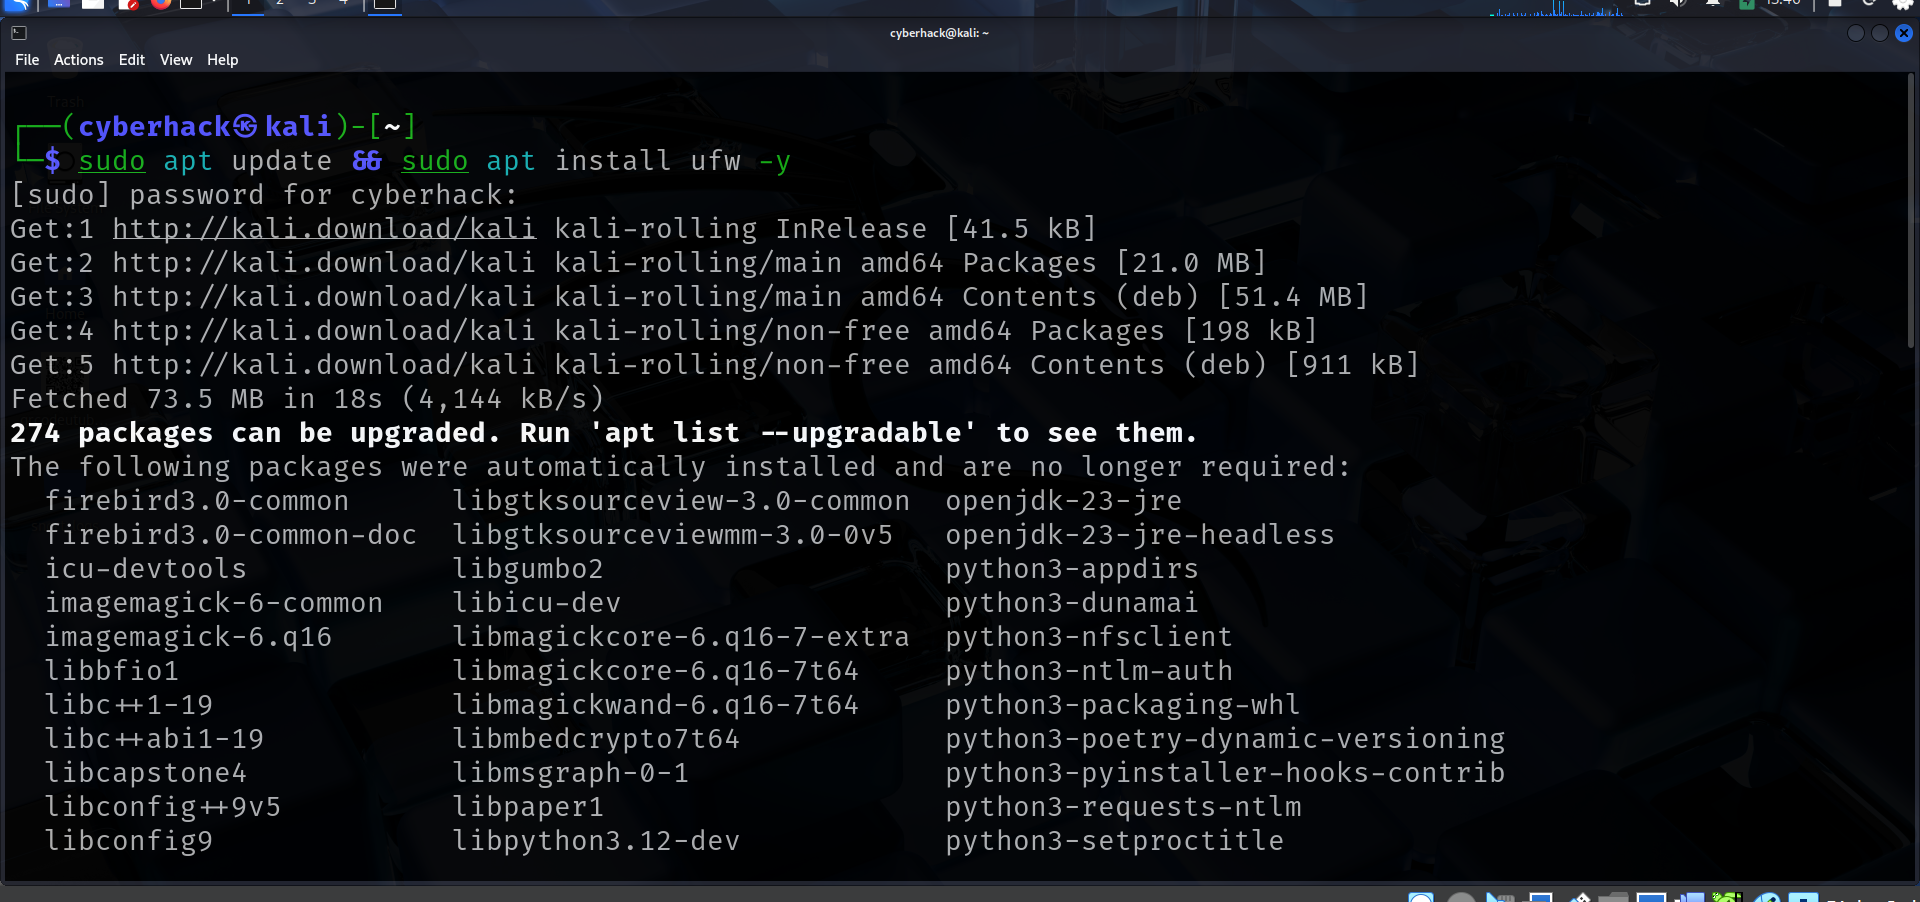 cyberhack@kali: ~
File Actions Edit View Help
Trash
┌──(cyberhack㉿kali)-[~]
└─$ sudo apt update && sudo apt install ufw -y
[sudo] password for cyberhack:
Get:1 http://kali.download/kali kali-rolling InRelease [41.5 kB]
Get:2 http://kali.download/kali kali-rolling/main amd64 Packages [21.0 MB]
Get:3 http://kali.download/kali kali-rolling/main amd64 Contents (deb) [51.4 MB]
Home
Get:4 http://kali.download/kali kali-rolling/non-free amd64 Packages [198 kB]
Get:5 http://kali.download/kali kali-rolling/non-free amd64 Contents (deb) [911 kB]
Fetched 73.5 MB in 18s (4,144 kB/s)
274 packages can be upgraded. Run 'apt list --upgradable' to see them.
The following packages were automatically installed and are no longer required:
firebird3.0-common libgtksourceview-3.0-common openjdk-23-jre
firebird3.0-common-doc libgtksourceviewmm-3.0-0v5 openjdk-23-jre-headless
icu-devtools libgumbo2 python3-appdirs
imagemagick-6-common libicu-dev python3-dunamai
imagemagick-6.q16 libmagickcore-6.q16-7-extra python3-nfsclient
libbfio1 libmagickcore-6.q16-7t64 python3-ntlm-auth
libc++1-19 libmagickwand-6.q16-7t64 python3-packaging-whl
libc++abi1-19 libmbedcrypto7t64 python3-poetry-dynamic-versioning
libcapstone4 libmsgraph-0-1 python3-pyinstaller-hooks-contrib
libconfig++9v5 libpaper1 python3-requests-ntlm
libconfig9 libpython3.12-dev python3-setproctitle